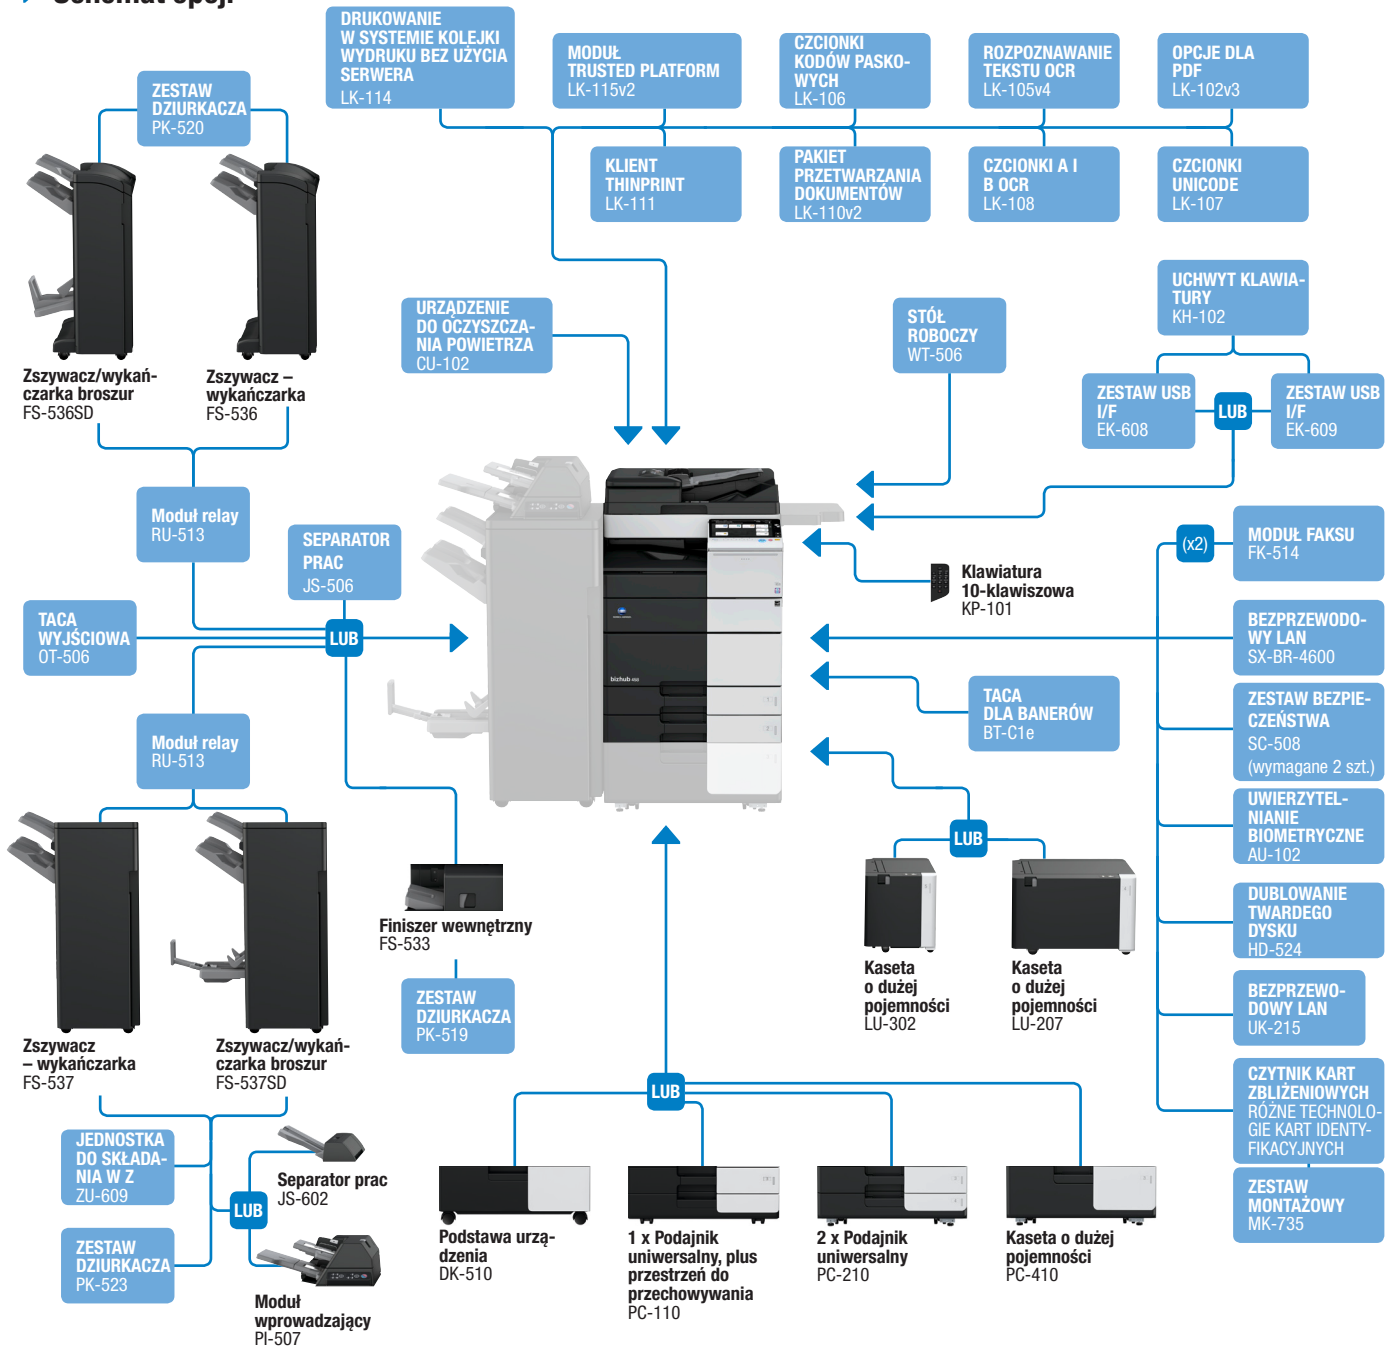 Schemat opcji
DRUKOWANIE
W SYSTEMIE KOLEJKI
WYDRUKU BEZ UŻYCIA
SERWERA
LK-114
MODUŁ
TRUSTED PLATFORM
LK-115v2
CZCIONKI
KODÓW PASKO-
WYCH
LK-106
ROZPOZNAWANIE
TEKSTU OCR
LK-105v4
OPCJE DLA
PDF
LK-102v3
ZESTAW
DZIURKACZA
PK-520
KLIENT
THINPRINT
LK-111
PAKIET
PRZETWARZANIA
DOKUMENTÓW
LK-110v2
CZCIONKI A I
B OCR
LK-108
CZCIONKI
UNICODE
LK-107
Zszywacz/wykań-
czarka broszur
FS-536SD
Zszywacz –
wykańczarka
FS-536
URZĄDZENIE
DO OCZYSZCZA-
NIA POWIETRZA
CU-102
STÓŁ
ROBOCZY
WT-506
UCHWYT KLAWIA-
TURY
KH-102
ZESTAW USB
I/F
EK-608
LUB
ZESTAW USB
I/F
EK-609
Moduł relay
RU-513
SEPARATOR
PRAC
JS-506
TACA
WYJŚCIOWA
OT-506
LUB
Klawiatura
10-klawiszowa
KP-101
(x2)
MODUŁ FAKSU
FK-514
BEZPRZEWODO-
WY LAN
SX-BR-4600
bizhub
TACA
DLA BANERÓW
BT-C1e
ZESTAW BEZPIE-
CZEŃSTWA
SC-508
(wymagane 2 szt.)
Moduł relay
RU-513
UWIERZYTEL-
NIANIE
BIOMETRYCZNE
AU-102
LUB
DUBLOWANIE
TWARDEGO
DYSKU
HD-524
Finiszer wewnętrzny
FS-533
Kaseta
o dużej
pojemności
LU-302
Kaseta
o dużej
pojemności
LU-207
ZESTAW
DZIURKACZA
PK-519
BEZPRZEWO-
DOWY LAN
UK-215
Zszywacz
– wykańczarka
FS-537
Zszywacz/wykań-
czarka broszur
FS-537SD
CZYTNIK KART
ZBLIŻENIOWYCH
RÓŻNE TECHNOLO-
GIE KART IDENTY-
FIKACYJNYCH
LUB
JEDNOSTKA
DO SKŁADA-
NIA W Z
ZU-609
Separator prac
JS-602
LUB
ZESTAW
MONTAŻOWY
MK-735
ZESTAW
DZIURKACZA
PK-523
Moduł
wprowadzający
PI-507
Podstawa urzą-
dzenia
DK-510
1 x Podajnik
uniwersalny, plus
przestrzeń do
przechowywania
PC-110
2 x Podajnik
uniwersalny
PC-210
Kaseta o dużej
pojemności
PC-410